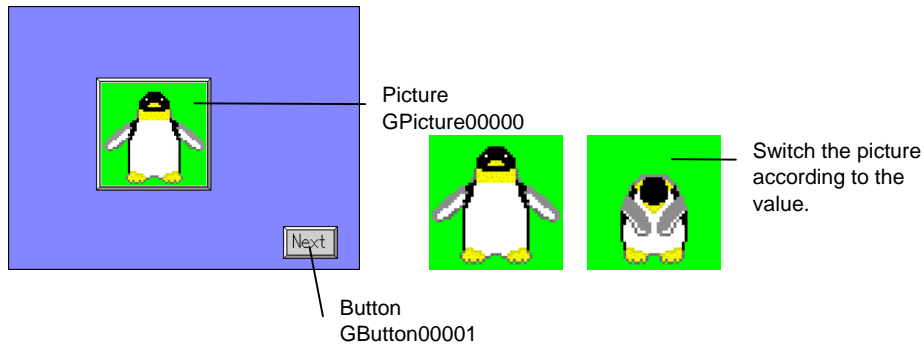 Picture
GPicture00000
Switch the picture
according to the
value.
Next
Button
GButton00001